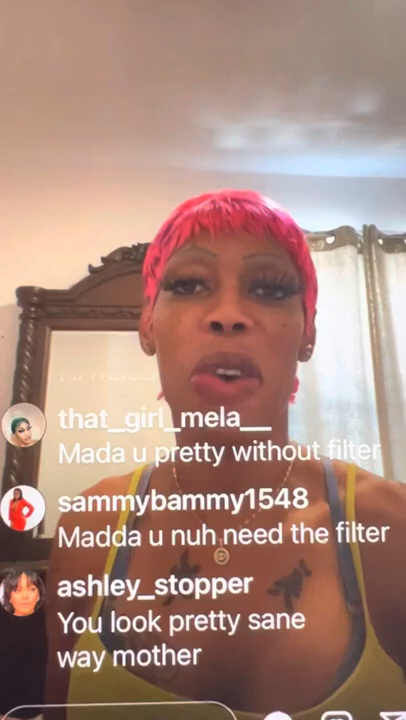 that_girl_mela__
Mada u pretty without filter
sammybammy1548
Madda u nuh need the filter
ashley_stopper
You look pretty sane
way mother